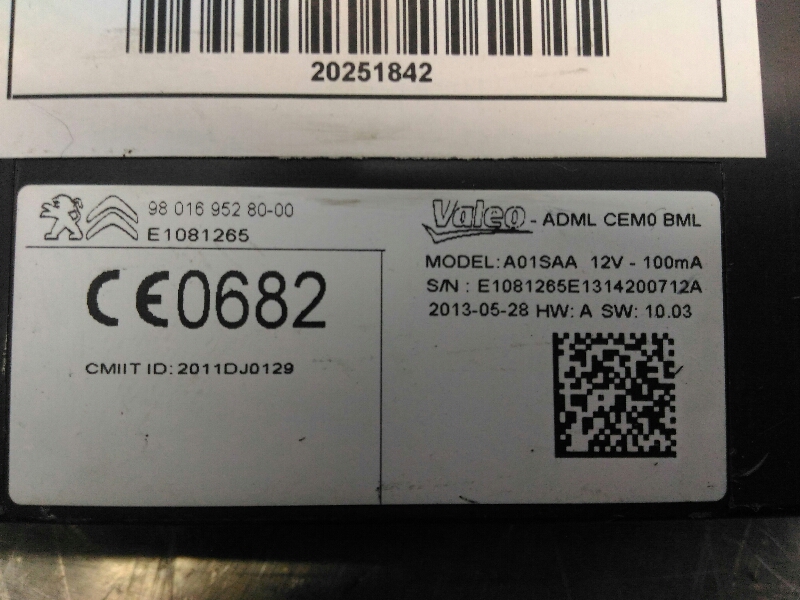 20251842
98 016 952 80-00
E1081265
CE0682
CMIIT ID: 2011DJ0129
Valeo - ADML CEM0 BML
MODEL: A01SAA 12V - 100mA
S/N : E1081265E1314200712A
2013-05-28 HW: A SW: 10.03